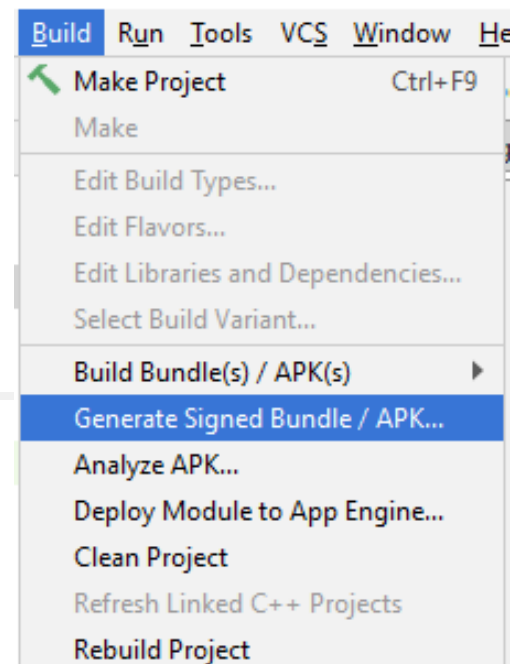 Build Run Tools VCS Window He
Make Project Ctrl+F9
Make
Edit Build Types...
Edit Flavors...
Edit Libraries and Dependencies...
Select Build Variant...
Build Bundle(s) / APK(s)
Generate Signed Bundle / APK...
Analyze APK...
Deploy Module to App Engine...
Clean Project
Refresh Linked C++ Projects
Rebuild Project